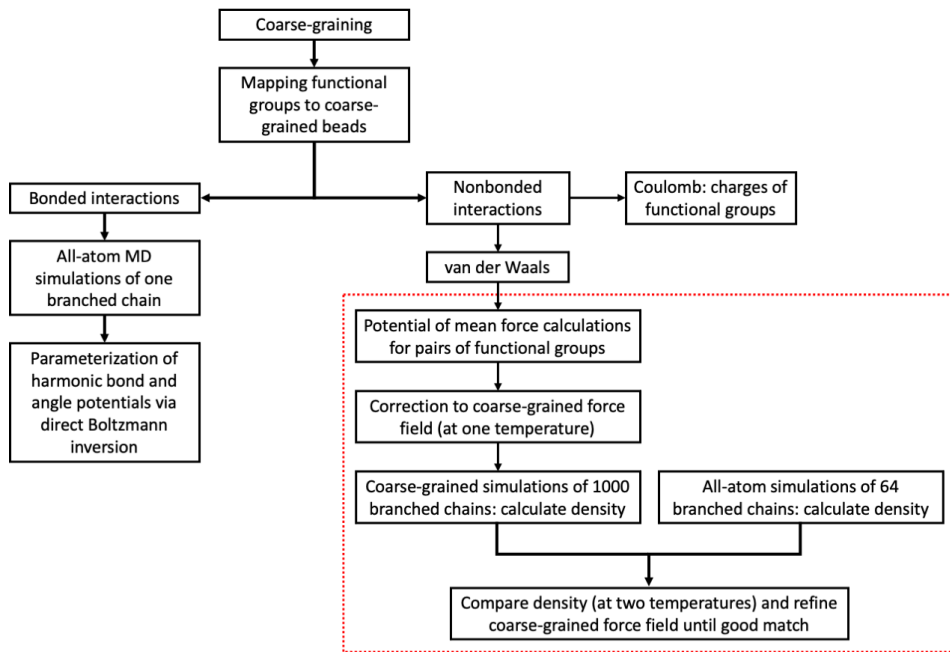 Coarse-graining
Mapping functional
groups to coarse-
grained beads
Bonded interactions
All-atom MD
simulations of one
branched chain
Parameterization of
harmonic bond and
angle potentials via
direct Boltzmann
inversion
Nonbonded
interactions
Coulomb: charges of
functional groups
van der Waals
Potential of mean force calculations
for pairs of functional groups
Correction to coarse-grained force
field (at one temperature)
Coarse-grained simulations of 1000
branched chains: calculate density
All-atom simulations of 64
branched chains: calculate density
Compare density (at two temperatures) and refine
coarse-grained force field until good match